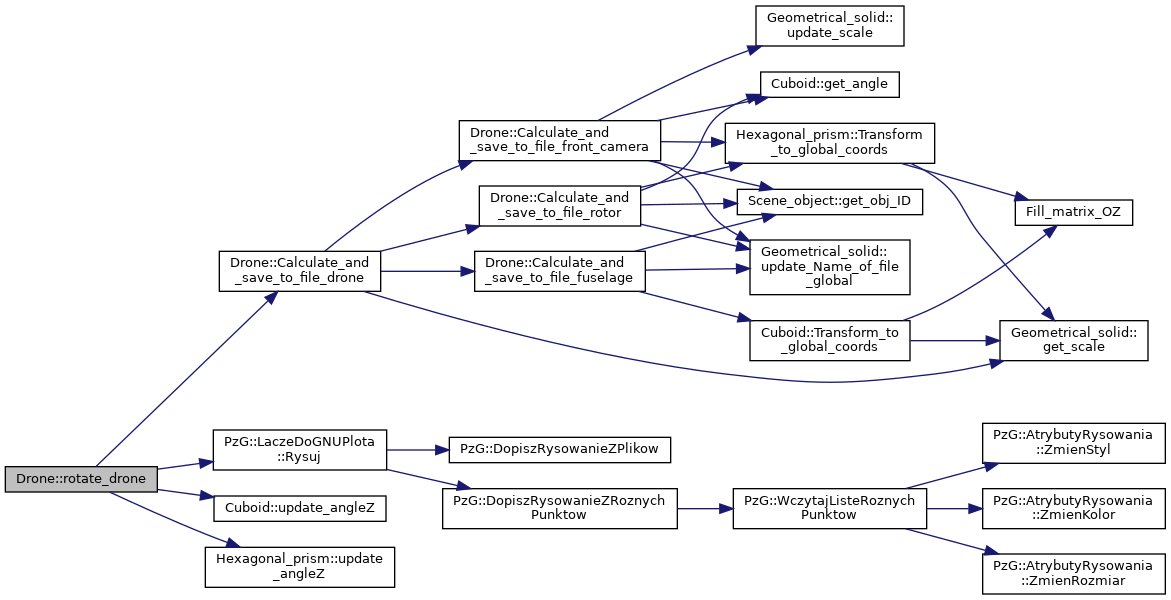 Drone::rotate_drone
Drone::Calculate_and
_save_to_file_drone
Drone::Calculate_and
_save_to_file_front_camera
Geometrical_solid::
update_scale
Cuboid::get_angle
Hexagonal_prism::Transform
_to_global_coords
Scene_object::get_obj_ID
Geometrical_solid::
update_Name_of_file
_global
Drone::Calculate_and
_save_to_file_rotor
Drone::Calculate_and
_save_to_file_fuselage
Cuboid::Transform_to
_global_coords
Fill_matrix_OZ
Geometrical_solid::
get_scale
PzG::LaczeDoGNUPlota
::Rysuj
PzG::DopiszRysowanieZPlikow
PzG::DopiszRysowanieZRoznych
Punktow
PzG::WczytajListeRoznych
Punktow
PzG::AtrybutyRysowania
::ZmienStyl
PzG::AtrybutyRysowania
::ZmienKolor
PzG::AtrybutyRysowania
::ZmienRozmiar
Cuboid::update_angleZ
Hexagonal_prism::update
_angleZ